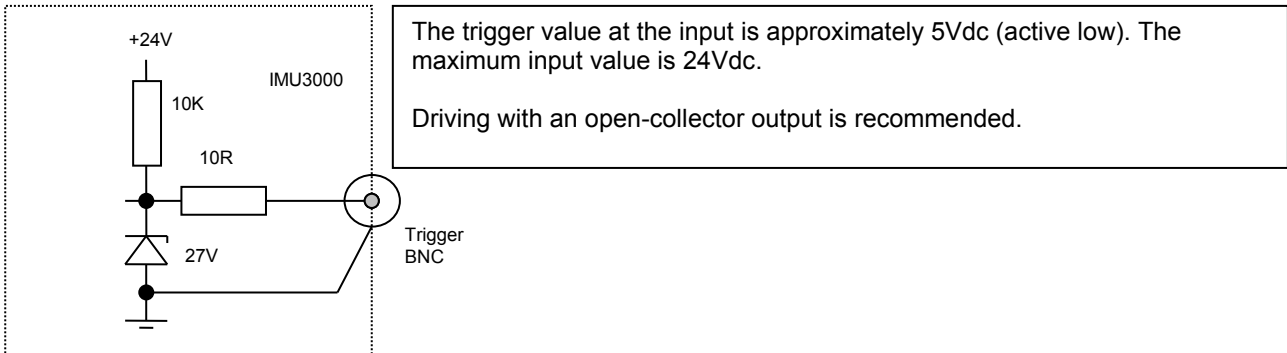 +24V
IMU3000
10K
10R
27V
Trigger
BNC
The trigger value at the input is approximately 5Vdc (active low). The
maximum input value is 24Vdc.
Driving with an open-collector output is recommended.